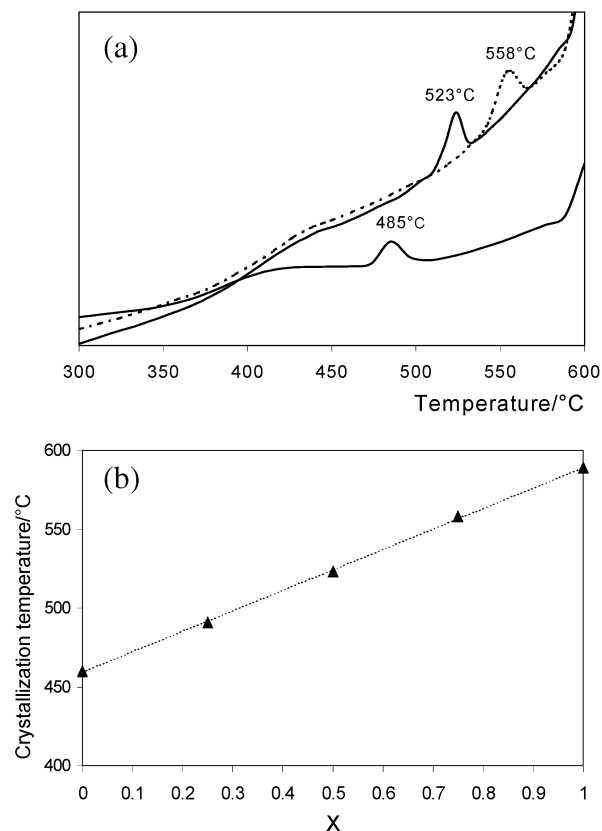 (a)
558°C
523°C
485°C
300 350 400 450 500 550 600
Temperature/°C
(b)
Crystallization temperature/°C
600
550
500
450
400
0 0.1 0.2 0.3 0.4 0.5 0.6 0.7 0.8 0.9 1
X